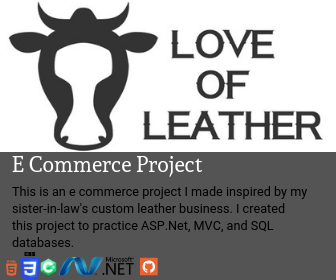 LOVE
OF
LEATHER
E Commerce Project
This is an e commerce project I made inspired by my
sister-in-law's custom leather business. I created
this project to practice ASP.Net, MVC, and SQL
databases.
CSS
Microsoft
.NET